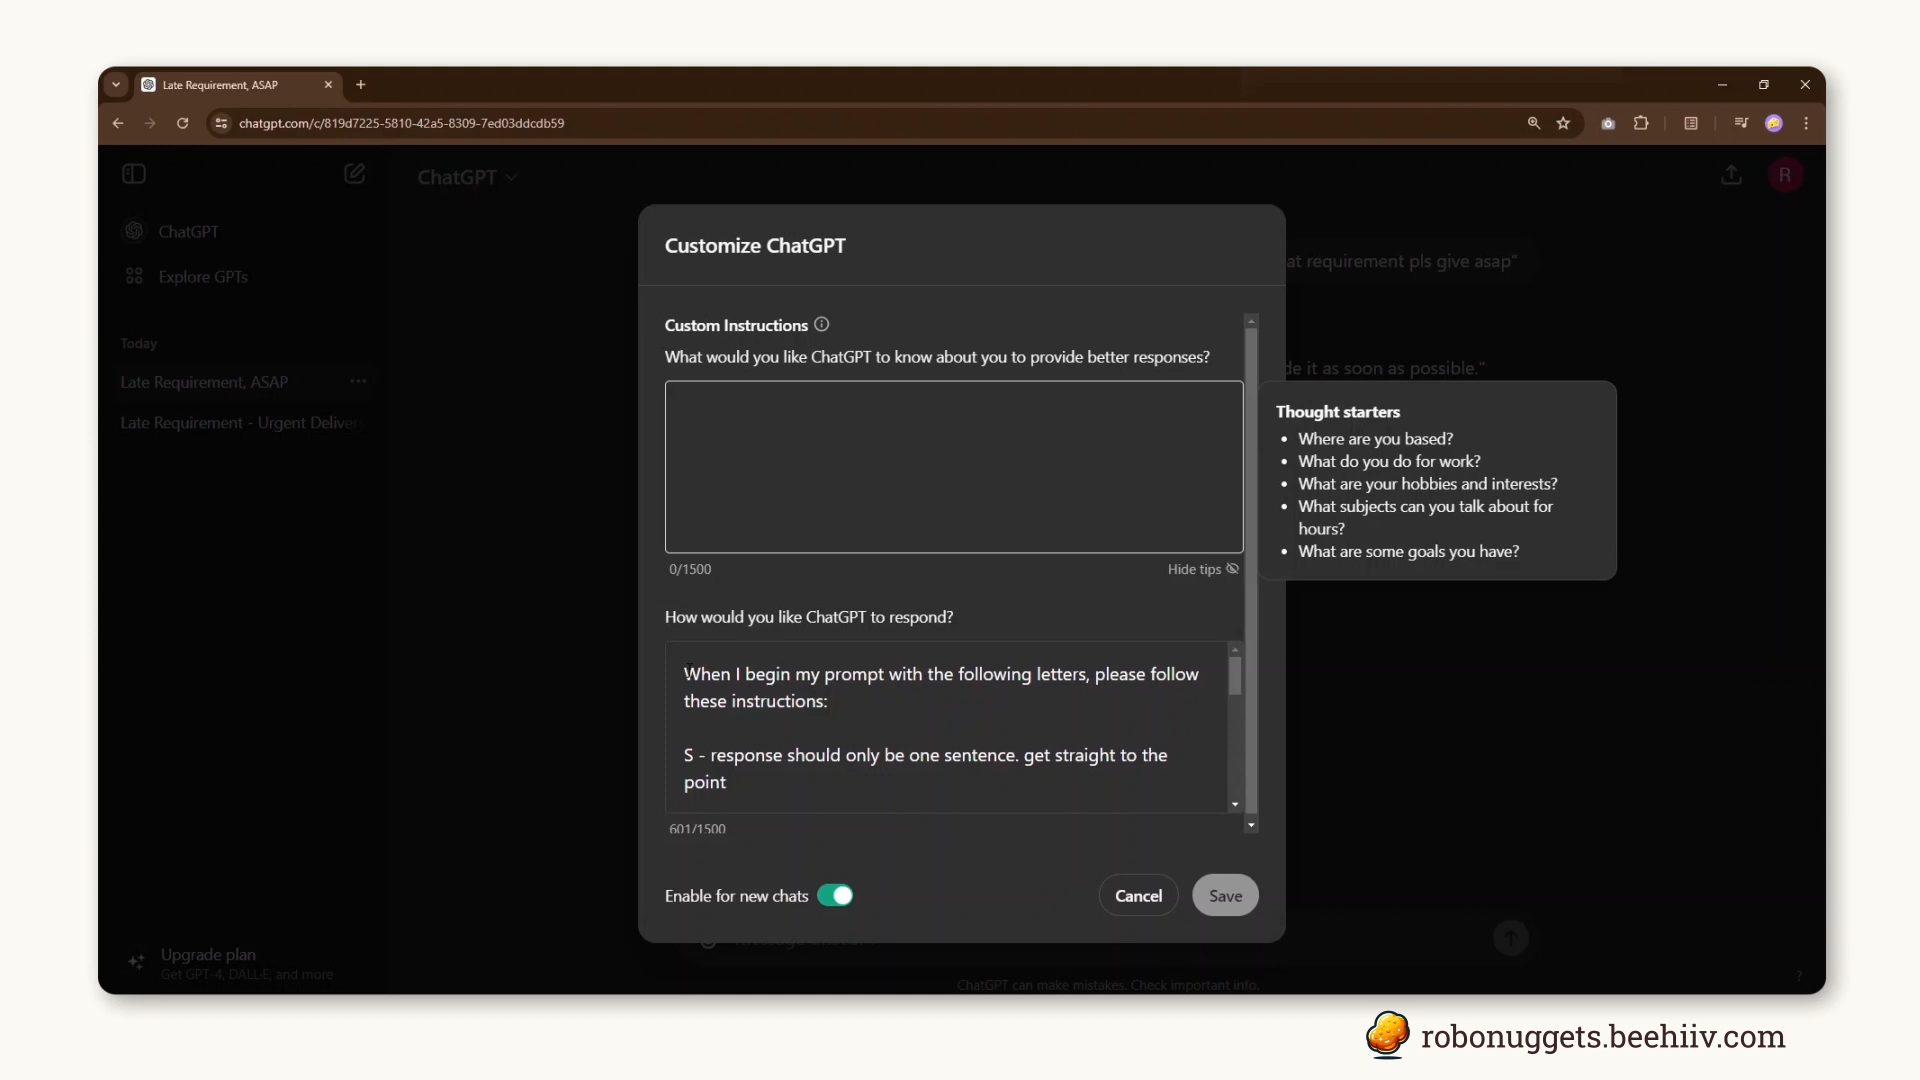 Late Requirement, ASAP
chatgpt.com/c/819d7225-5810-42a5-8309-7ed03ddcdb59
ChatGPT
R
ChatGPT
Explore GPTs
Today
Late Requirement, ASAP
Late Requirement - Urgent Deliver
at requirement pls give asap"
de it as soon as possible."
Customize ChatGPT
Custom Instructions
What would you like ChatGPT to know about you to provide better responses?
0/1500
Hide tips
Thought starters
• Where are you based?
• What do you do for work?
• What are your hobbies and interests?
• What subjects can you talk about for
hours?
• What are some goals you have?
How would you like ChatGPT to respond?
When I begin my prompt with the following letters, please follow
these instructions:
S - response should only be one sentence. get straight to the
point
601/1500
Enable for new chats
Cancel
Save
Upgrade plan
Get GPT-4, DALL·E, and more
ChatGPT can make mistakes. Check important info.
?
robonuggets.beehiiv.com